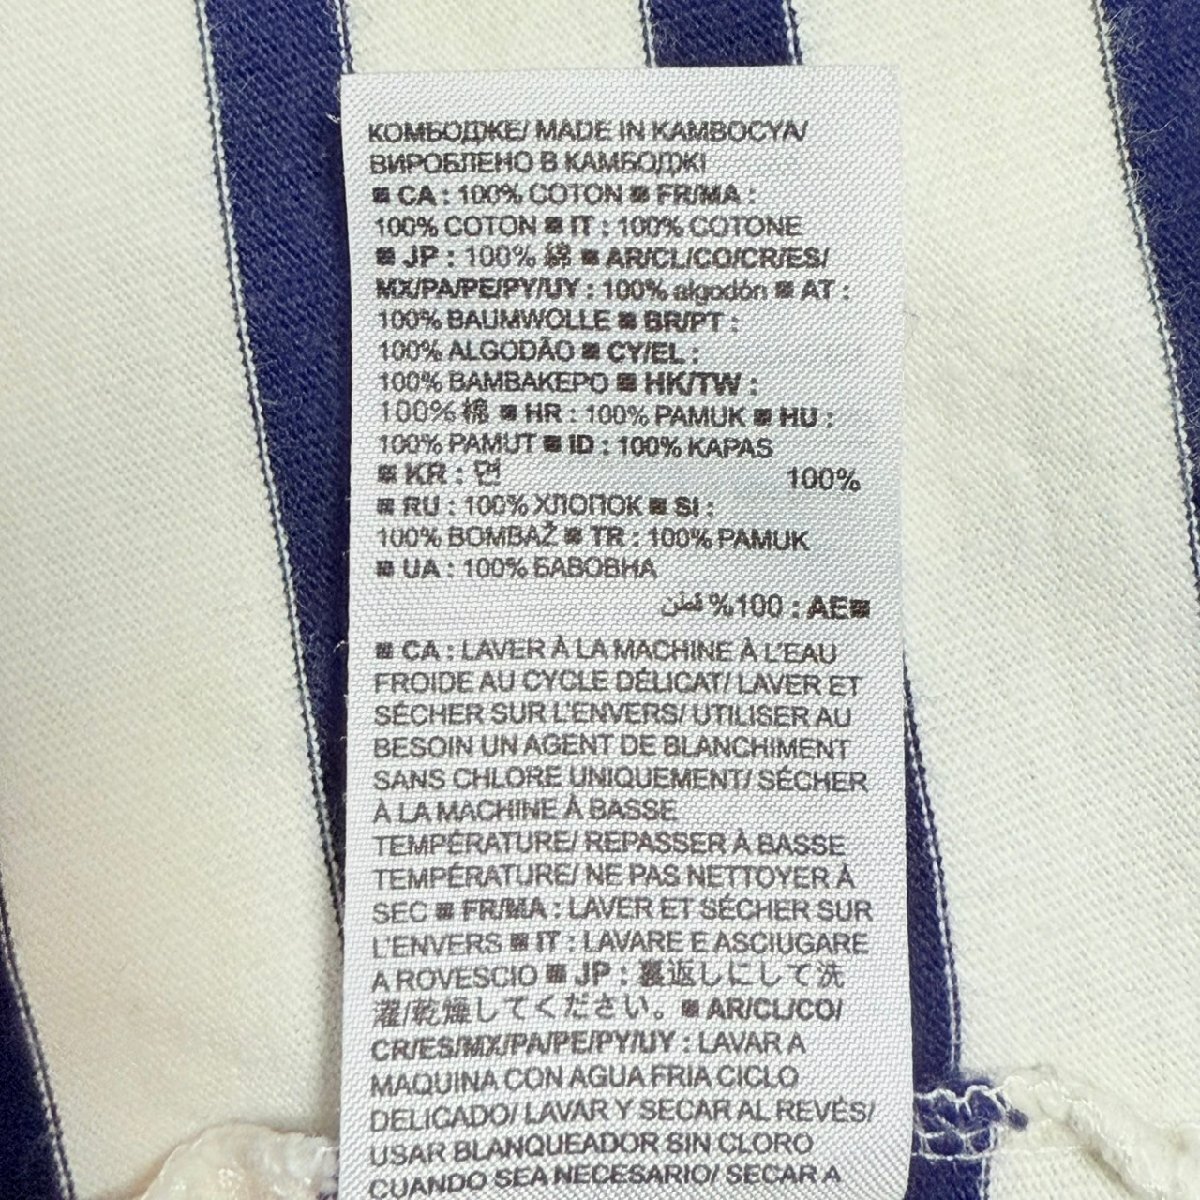 КОМБОДЖЕ/ MADE IN KAMBOCYA/
ВИРОБЛЕНО В КАМБОДЖІ
■ CA : 100% COTON ■ FR/MA :
100% COTON ■ IT : 100% COTONE
■ JP : 100% 綿 ■ AR/CL/CO/CR/ES/
MX/PA/PE/PY/UY : 100% algodón ■ AT :
100% BAUMWOLLE ■ BR/PT :
100% ALGODÃO ■ CY/EL :
100% ΒΑΜΒΑΚΕΡΟ ■ HK/TW :
100% 棉 ■ HR : 100% PAMUK ■ HU :
100% PAMUT ■ ID : 100% KAPAS
■ KR : 면 100%
■ RU : 100% ХЛОПОК ■ SI :
100% BOMBAŽ ■ TR : 100% PAMUK
■ UA : 100% БАВОВНА
■AE : 100% قطن
■ CA : LAVER À LA MACHINE À L'EAU
FROIDE AU CYCLE DÉLICAT/ LAVER ET
SÉCHER SUR L'ENVERS/ UTILISER AU
BESOIN UN AGENT DE BLANCHIMENT
SANS CHLORE UNIQUEMENT/ SÉCHER
À LA MACHINE À BASSE
TEMPÉRATURE/ REPASSER À BASSE
TEMPÉRATURE/ NE PAS NETTOYER À
SEC ■ FR/MA : LAVER ET SÉCHER SUR
L'ENVERS ■ IT : LAVARE E ASCIUGARE
A ROVESCIO ■ JP : 裏返しにして洗
濯/乾燥してください。■ AR/CL/CO/
CR/ES/MX/PA/PE/PY/UY : LAVAR A
MAQUINA CON AGUA FRIA CICLO
DELICADO/ LAVAR Y SECAR AL REVÉS/
USAR BLANQUEADOR SIN CLORO
CUANDO SEA NECESARIO/ SECAR A